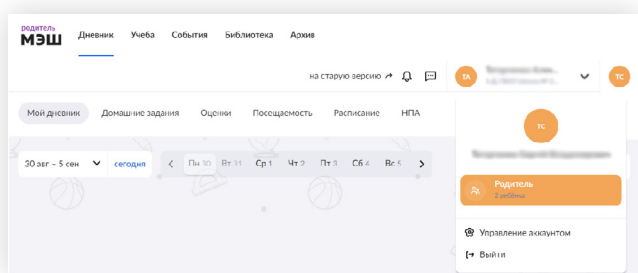 родитель
МЭШ
Дневник Учеба События Библиотека Архив
на старую версию
ТА
ТС
Мой дневник Домашние задания Оценки Посещаемость Расписание НПА
ТС
30 авг – 5 сен сегодня Пн 30 Вт 31 Ср 1 Чт 2 Пт 3 Сб 4 Вс 5
Родитель
2 ребёнка
Управление аккаунтом
Выйти